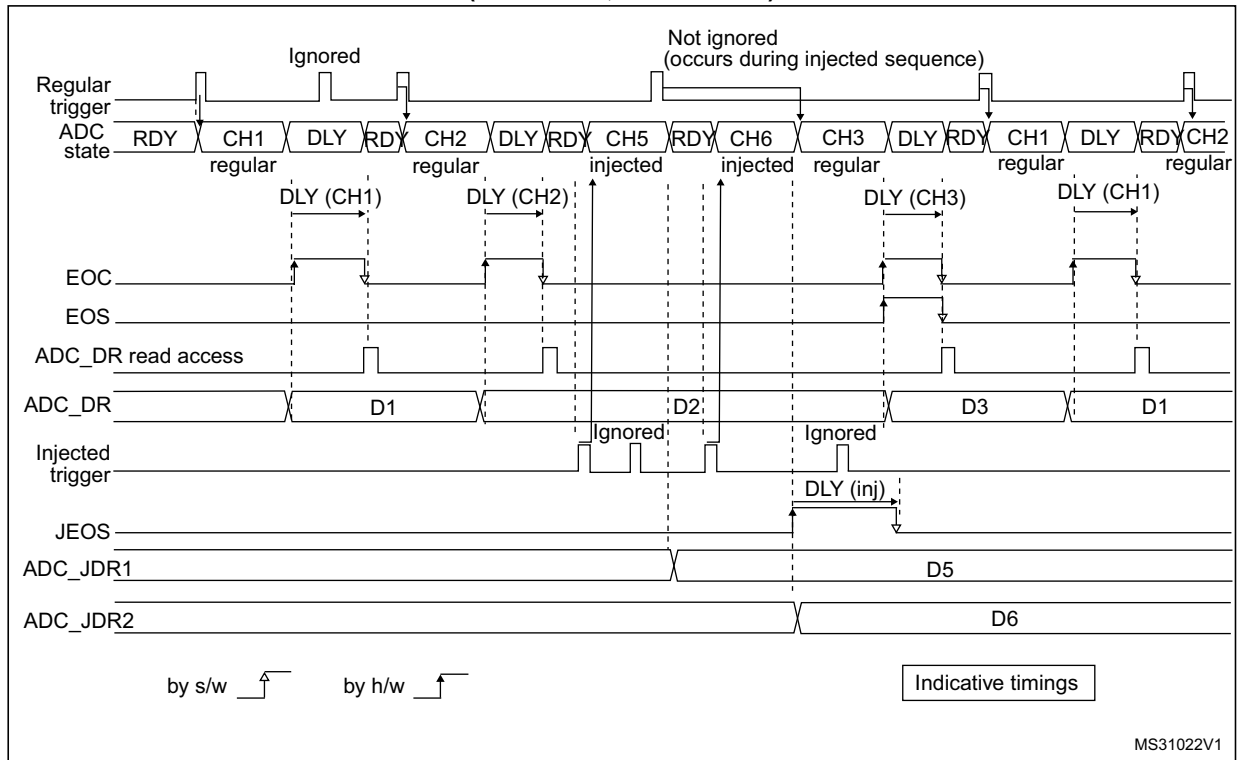 Ignored
Not ignored
(occurs during injected sequence)
Regular
trigger
ADC
state
RDY CH1 DLY RDY CH2 DLY RDY CH5 RDY CH6 CH3 DLY RDY CH1 DLY RDY CH2
regular regular injected injected regular regular regular
DLY (CH1) DLY (CH2) DLY (CH3) DLY (CH1)
EOC
EOS
ADC_DR read access
ADC_DR D1 D2 D3 D1
Ignored Ignored
Injected
trigger
DLY (inj)
JEOS
ADC_JDR1 D5
ADC_JDR2 D6
by s/w by h/w Indicative timings
MS31022V1